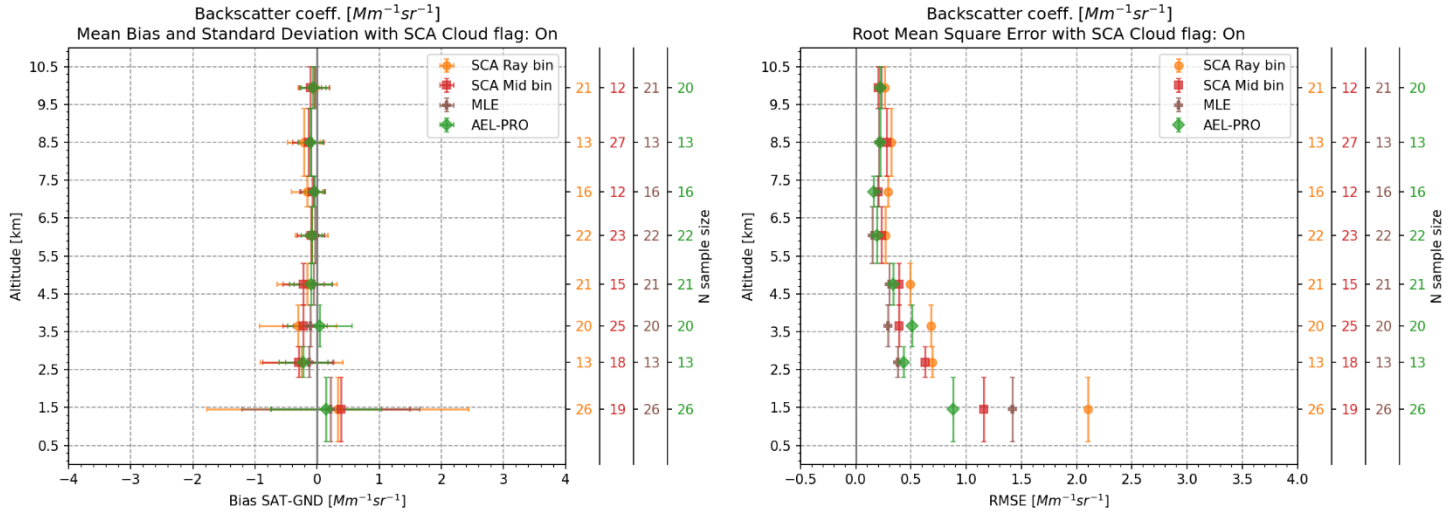 Backscatter coeff. [Mm⁻¹sr⁻¹]
Mean Bias and Standard Deviation with SCA Cloud flag: On
SCA Ray bin
SCA Mid bin
MLE
AEL-PRO
Altitude [km]
10.5
9.5
8.5
7.5
6.5
5.5
4.5
3.5
2.5
1.5
0.5
−4 −3 −2 −1 0 1 2 3 4
Bias SAT-GND [Mm⁻¹sr⁻¹]
21 12 21 20
13 27 13 13
16 12 16 16
22 23 22 22
21 15 21 21
20 25 20 20
13 18 13 13
26 19 26 26
N sample size
Backscatter coeff. [Mm⁻¹sr⁻¹]
Root Mean Square Error with SCA Cloud flag: On
SCA Ray bin
SCA Mid bin
MLE
AEL-PRO
Altitude [km]
10.5
9.5
8.5
7.5
6.5
5.5
4.5
3.5
2.5
1.5
0.5
−0.5 0.0 0.5 1.0 1.5 2.0 2.5 3.0 3.5 4.0
RMSE [Mm⁻¹sr⁻¹]
21 12 21 20
13 27 13 13
16 12 16 16
22 23 22 22
21 15 21 21
20 25 20 20
13 18 13 13
26 19 26 26
N sample size